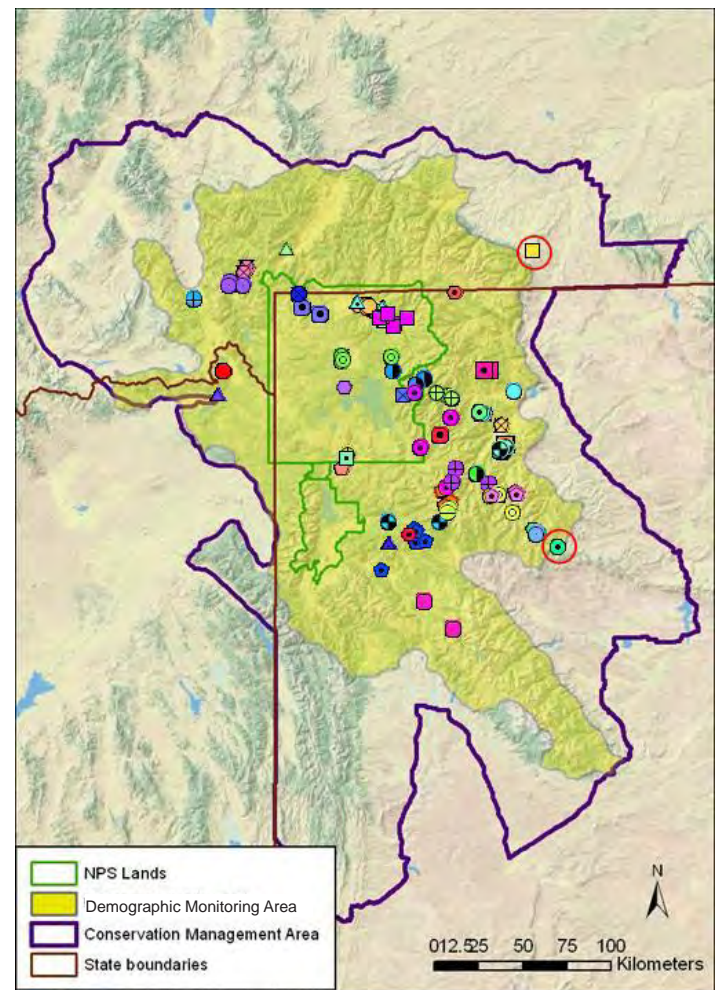 N
NPS Lands
Demographic Monitoring Area
Conservation Management Area
State boundaries
012.525 50 75 100
Kilometers